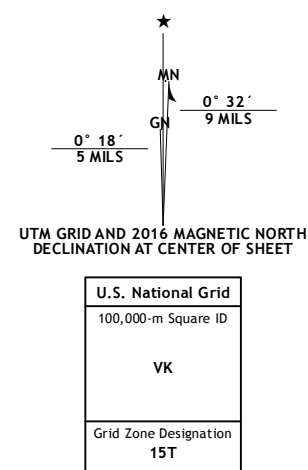 ★
MN
0° 32´
9 MILS
GN
0° 18´
5 MILS
UTM GRID AND 2016 MAGNETIC NORTH
DECLINATION AT CENTER OF SHEET
U.S. National Grid
100,000-m Square ID
VK
Grid Zone Designation
15T